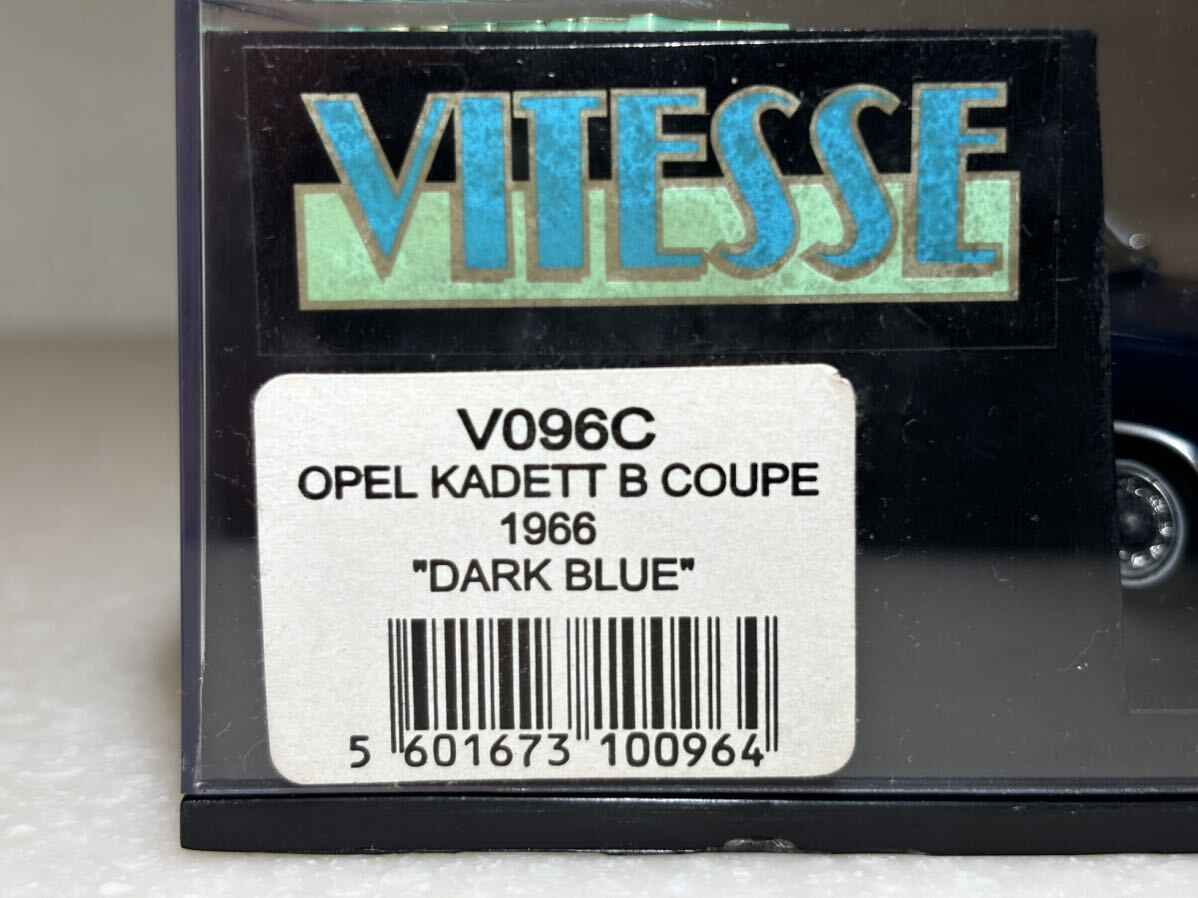 VITESSE
V096C
OPEL KADETT B COUPE
1966
"DARK BLUE"
5 601673 100964